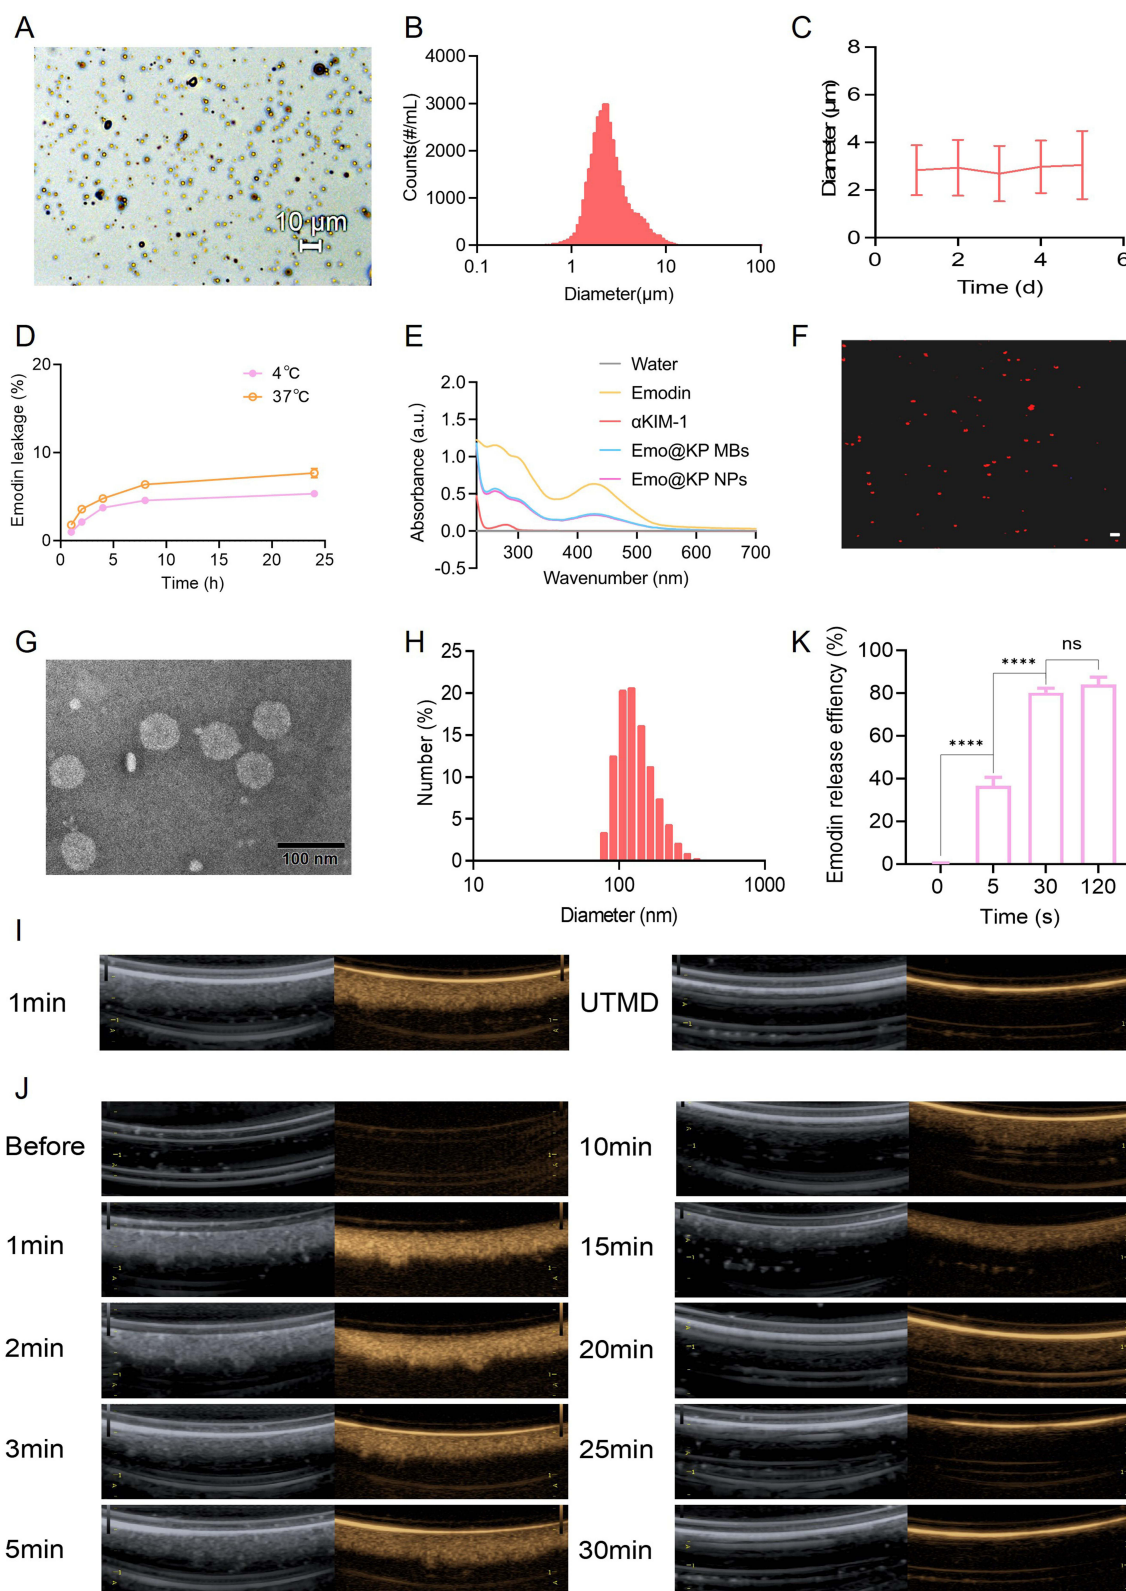 A
10 µm
B
4000
3000
2000
1000
0
Counts(#/mL)
0.1
1
10
100
Diameter(µm)
C
8
6
4
2
0
Diameter (µm)
0
2
4
6
Time (d)
D
20
10
0
Emodin leakage (%)
4℃
37℃
0
5
10
15
20
25
Time (h)
E
Water
Emodin
αKIM-1
Emo@KP MBs
Emo@KP NPs
2.0
1.5
1.0
0.5
0.0
-0.5
Absorbance (a.u.)
300
400
500
600
700
Wavenumber (nm)
F
G
100 nm
H
25
20
15
10
5
0
Number (%)
10
100
1000
Diameter (nm)
K
100
80
60
40
20
0
Emodin release effiency (%)
****
****
ns
0
5
30
120
Time (s)
I
1min
UTMD
J
Before
10min
1min
15min
2min
20min
3min
25min
5min
30min